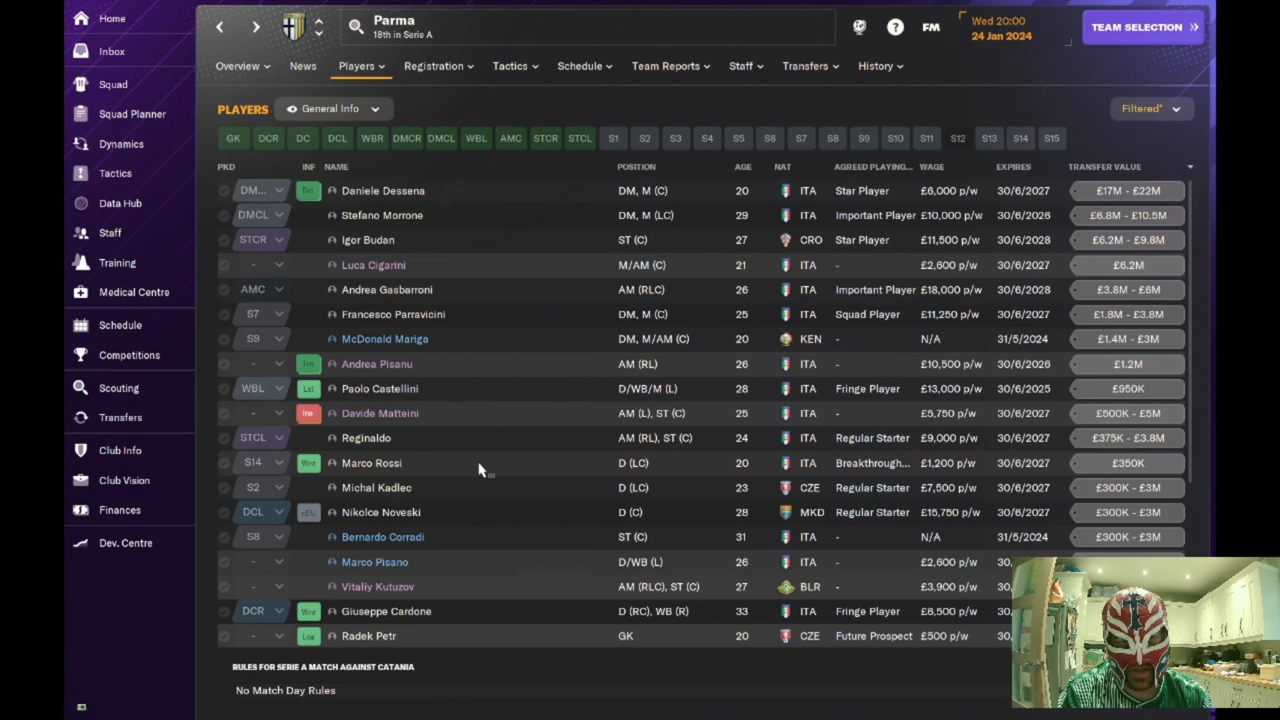 Home
Inbox
Squad
Squad Planner
Dynamics
Tactics
Data Hub
Staff
Training
Medical Centre
Schedule
Competitions
Scouting
Transfers
Club Info
Club Vision
Finances
Dev. Centre
Parma
18th in Serie A
?
FM
Wed 20:00
24 Jan 2024
TEAM SELECTION
Overview News Players Registration Tactics Schedule Team Reports Staff Transfers History
PLAYERS General Info Filtered*
GK DCR DC DCL WBR DMCR DMCL WBL AMC STCR STCL S1 S2 S3 S4 S5 S6 S7 S8 S9 S10 S11 S12 S13 S14 S15
PKD INF NAME POSITION AGE NAT AGREED PLAYING... WAGE EXPIRES TRANSFER VALUE
DM... Daniele Dessena DM, M (C) 20 ITA Star Player £6,000 p/w 30/6/2027 £17M - £22M
DMCL Stefano Morrone DM, M (LC) 29 ITA Important Player £10,000 p/w 30/6/2026 £6.8M - £10.5M
STCR Igor Budan ST (C) 27 CRO Star Player £11,500 p/w 30/6/2028 £6.2M - £9.8M
- Luca Cigarini M/AM (C) 21 ITA - £2,600 p/w 30/6/2027 £6.2M
AMC Andrea Gasbarroni AM (RLC) 26 ITA Important Player £18,000 p/w 30/6/2028 £3.8M - £6M
S7 Francesco Parravicini DM, M (C) 25 ITA Squad Player £11,250 p/w 30/6/2027 £1.8M - £3.8M
S9 McDonald Mariga DM, M/AM (C) 20 KEN - N/A 31/5/2024 £1.4M - £3M
- Trn Andrea Pisanu AM (RL) 26 ITA - £10,500 p/w 30/6/2026 £1.2M
WBL Lst Paolo Castellini D/WB/M (L) 28 ITA Fringe Player £13,000 p/w 30/6/2025 £950K
- Ine Davide Matteini AM (L), ST (C) 25 ITA - £5,750 p/w 30/6/2027 £500K - £5M
STCL Reginaldo AM (RL), ST (C) 24 ITA Regular Starter £9,000 p/w 30/6/2027 £375K - £3.8M
S14 Wnt Marco Rossi D (LC) 20 ITA Breakthrough... £1,200 p/w 30/6/2027 £350K
S2 Michal Kadlec D (LC) 23 CZE Regular Starter £7,500 p/w 30/6/2027 £300K - £3M
DCL nEU Nikolce Noveski D (C) 28 MKD Regular Starter £15,750 p/w 30/6/2027 £300K - £3M
S8 Bernardo Corradi ST (C) 31 ITA - N/A 31/5/2024 £300K - £3M
- Marco Pisano D/WB (L) 26 ITA - £2,600 p/w 30
- Vitaliy Kutuzov AM (RLC), ST (C) 27 BLR - £3,900 p/w 30
DCR Wnt Giuseppe Cardone D (RC), WB (R) 33 ITA Fringe Player £6,500 p/w 30
- Loa Radek Petr GK 20 CZE Future Prospect £500 p/w 30
RULES FOR SERIE A MATCH AGAINST CATANIA
No Match Day Rules